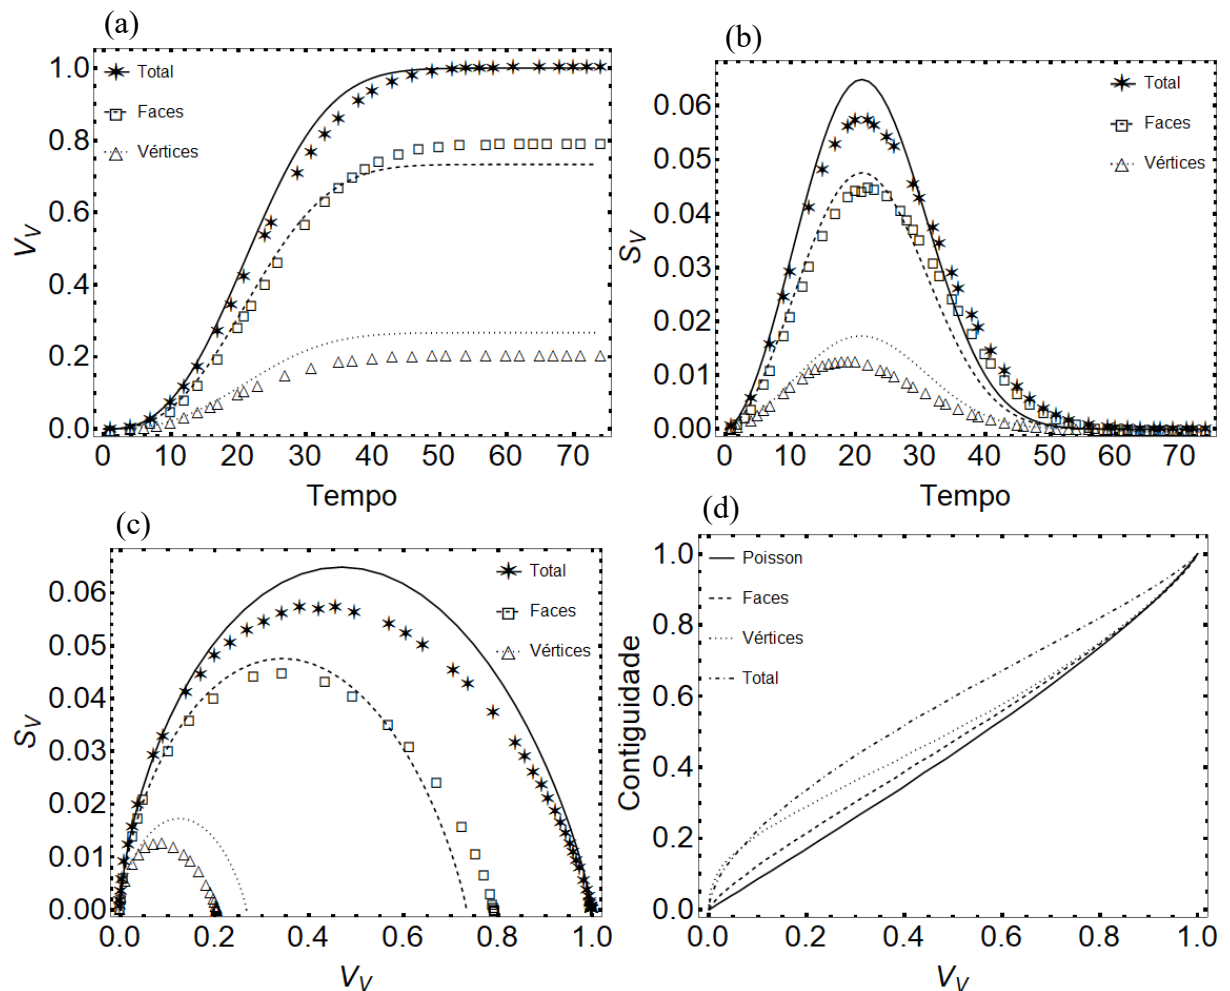 (a)
1.0
0.8
0.6
0.4
0.2
0.0
V_V
Total
Faces
Vértices
0 10 20 30 40 50 60 70
Tempo
(b)
0.06
0.05
0.04
0.03
0.02
0.01
0.00
S_V
Total
Faces
Vértices
0 10 20 30 40 50 60 70
Tempo
(c)
0.06
0.05
0.04
0.03
0.02
0.01
0.00
S_V
Total
Faces
Vértices
0.0 0.2 0.4 0.6 0.8 1.0
V_V
(d)
1.0
0.8
0.6
0.4
0.2
0.0
Contiguidade
Poisson
Faces
Vértices
Total
0.0 0.2 0.4 0.6 0.8 1.0
V_V